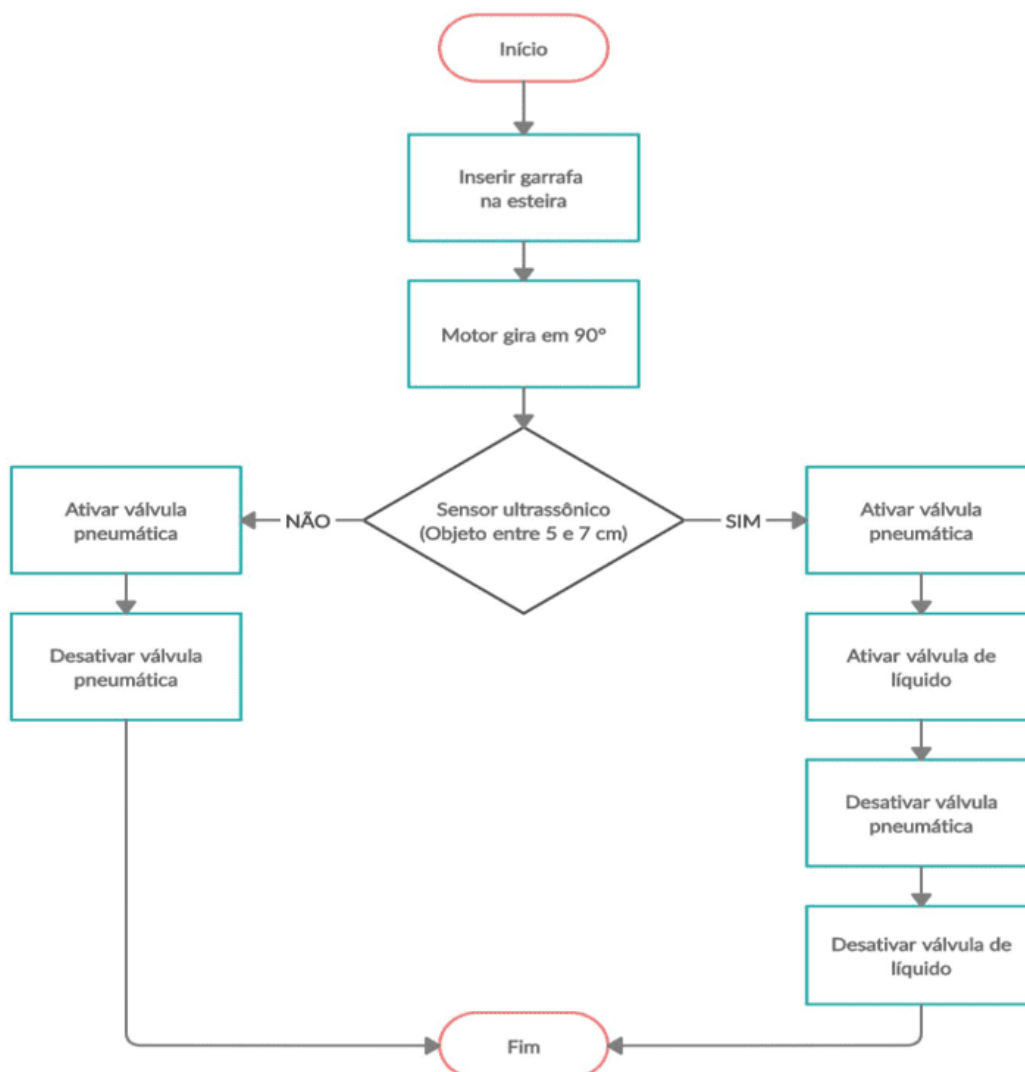 Início
Inserir garrafa
na esteira
Motor gira em 90°
Sensor ultrassônico
(Objeto entre 5 e 7 cm)
NÃO
SIM
Ativar válvula
pneumática
Desativar válvula
pneumática
Ativar válvula
pneumática
Ativar válvula de
líquido
Desativar válvula
pneumática
Desativar válvula de
líquido
Fim